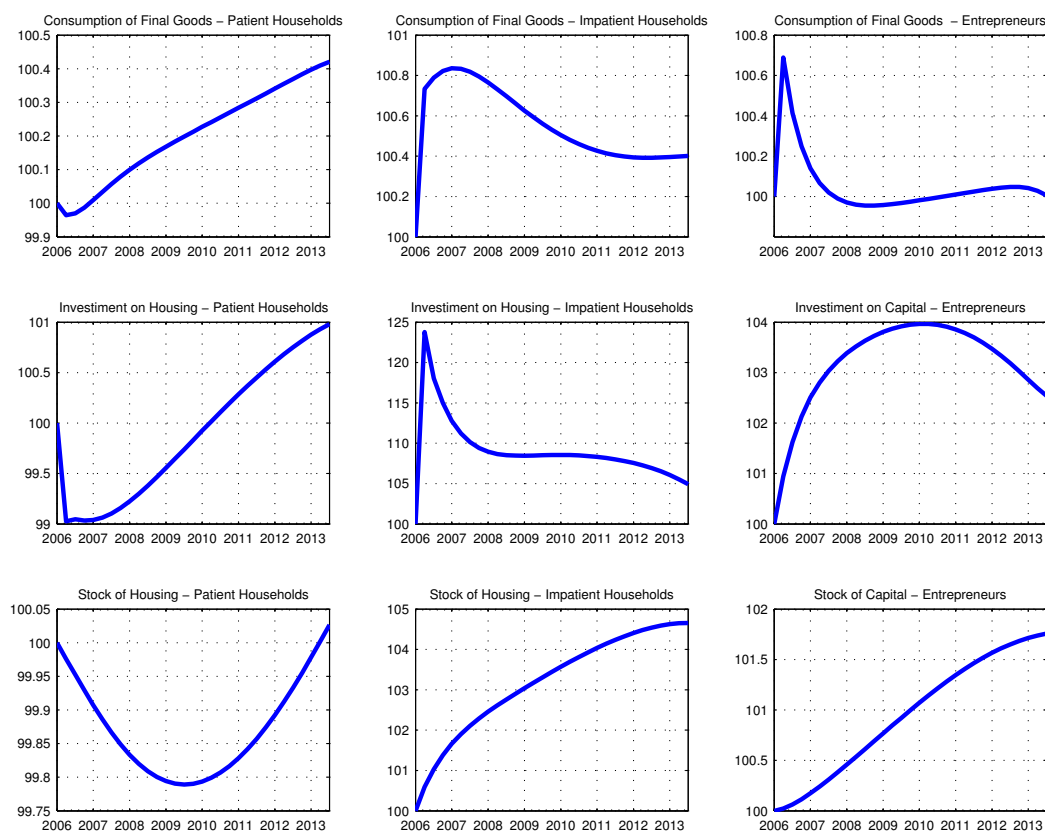 Consumption of Final Goods − Patient Households
100.5
100.4
100.3
100.2
100.1
100
99.9
2006 2007 2008 2009 2010 2011 2012 2013
Consumption of Final Goods − Impatient Households
101
100.8
100.6
100.4
100.2
100
2006 2007 2008 2009 2010 2011 2012 2013
Consumption of Final Goods − Entrepreneurs
100.8
100.6
100.4
100.2
100
2006 2007 2008 2009 2010 2011 2012 2013
Investiment on Housing − Patient Households
101
100.5
100
99.5
99
2006 2007 2008 2009 2010 2011 2012 2013
Investiment on Housing − Impatient Households
125
120
115
110
105
100
2006 2007 2008 2009 2010 2011 2012 2013
Investiment on Capital − Entrepreneurs
104
103
102
101
100
2006 2007 2008 2009 2010 2011 2012 2013
Stock of Housing − Patient Households
100.05
100
99.95
99.9
99.85
99.8
99.75
2006 2007 2008 2009 2010 2011 2012 2013
Stock of Housing − Impatient Households
105
104
103
102
101
100
2006 2007 2008 2009 2010 2011 2012 2013
Stock of Capital − Entrepreneurs
102
101.5
101
100.5
100
2006 2007 2008 2009 2010 2011 2012 2013